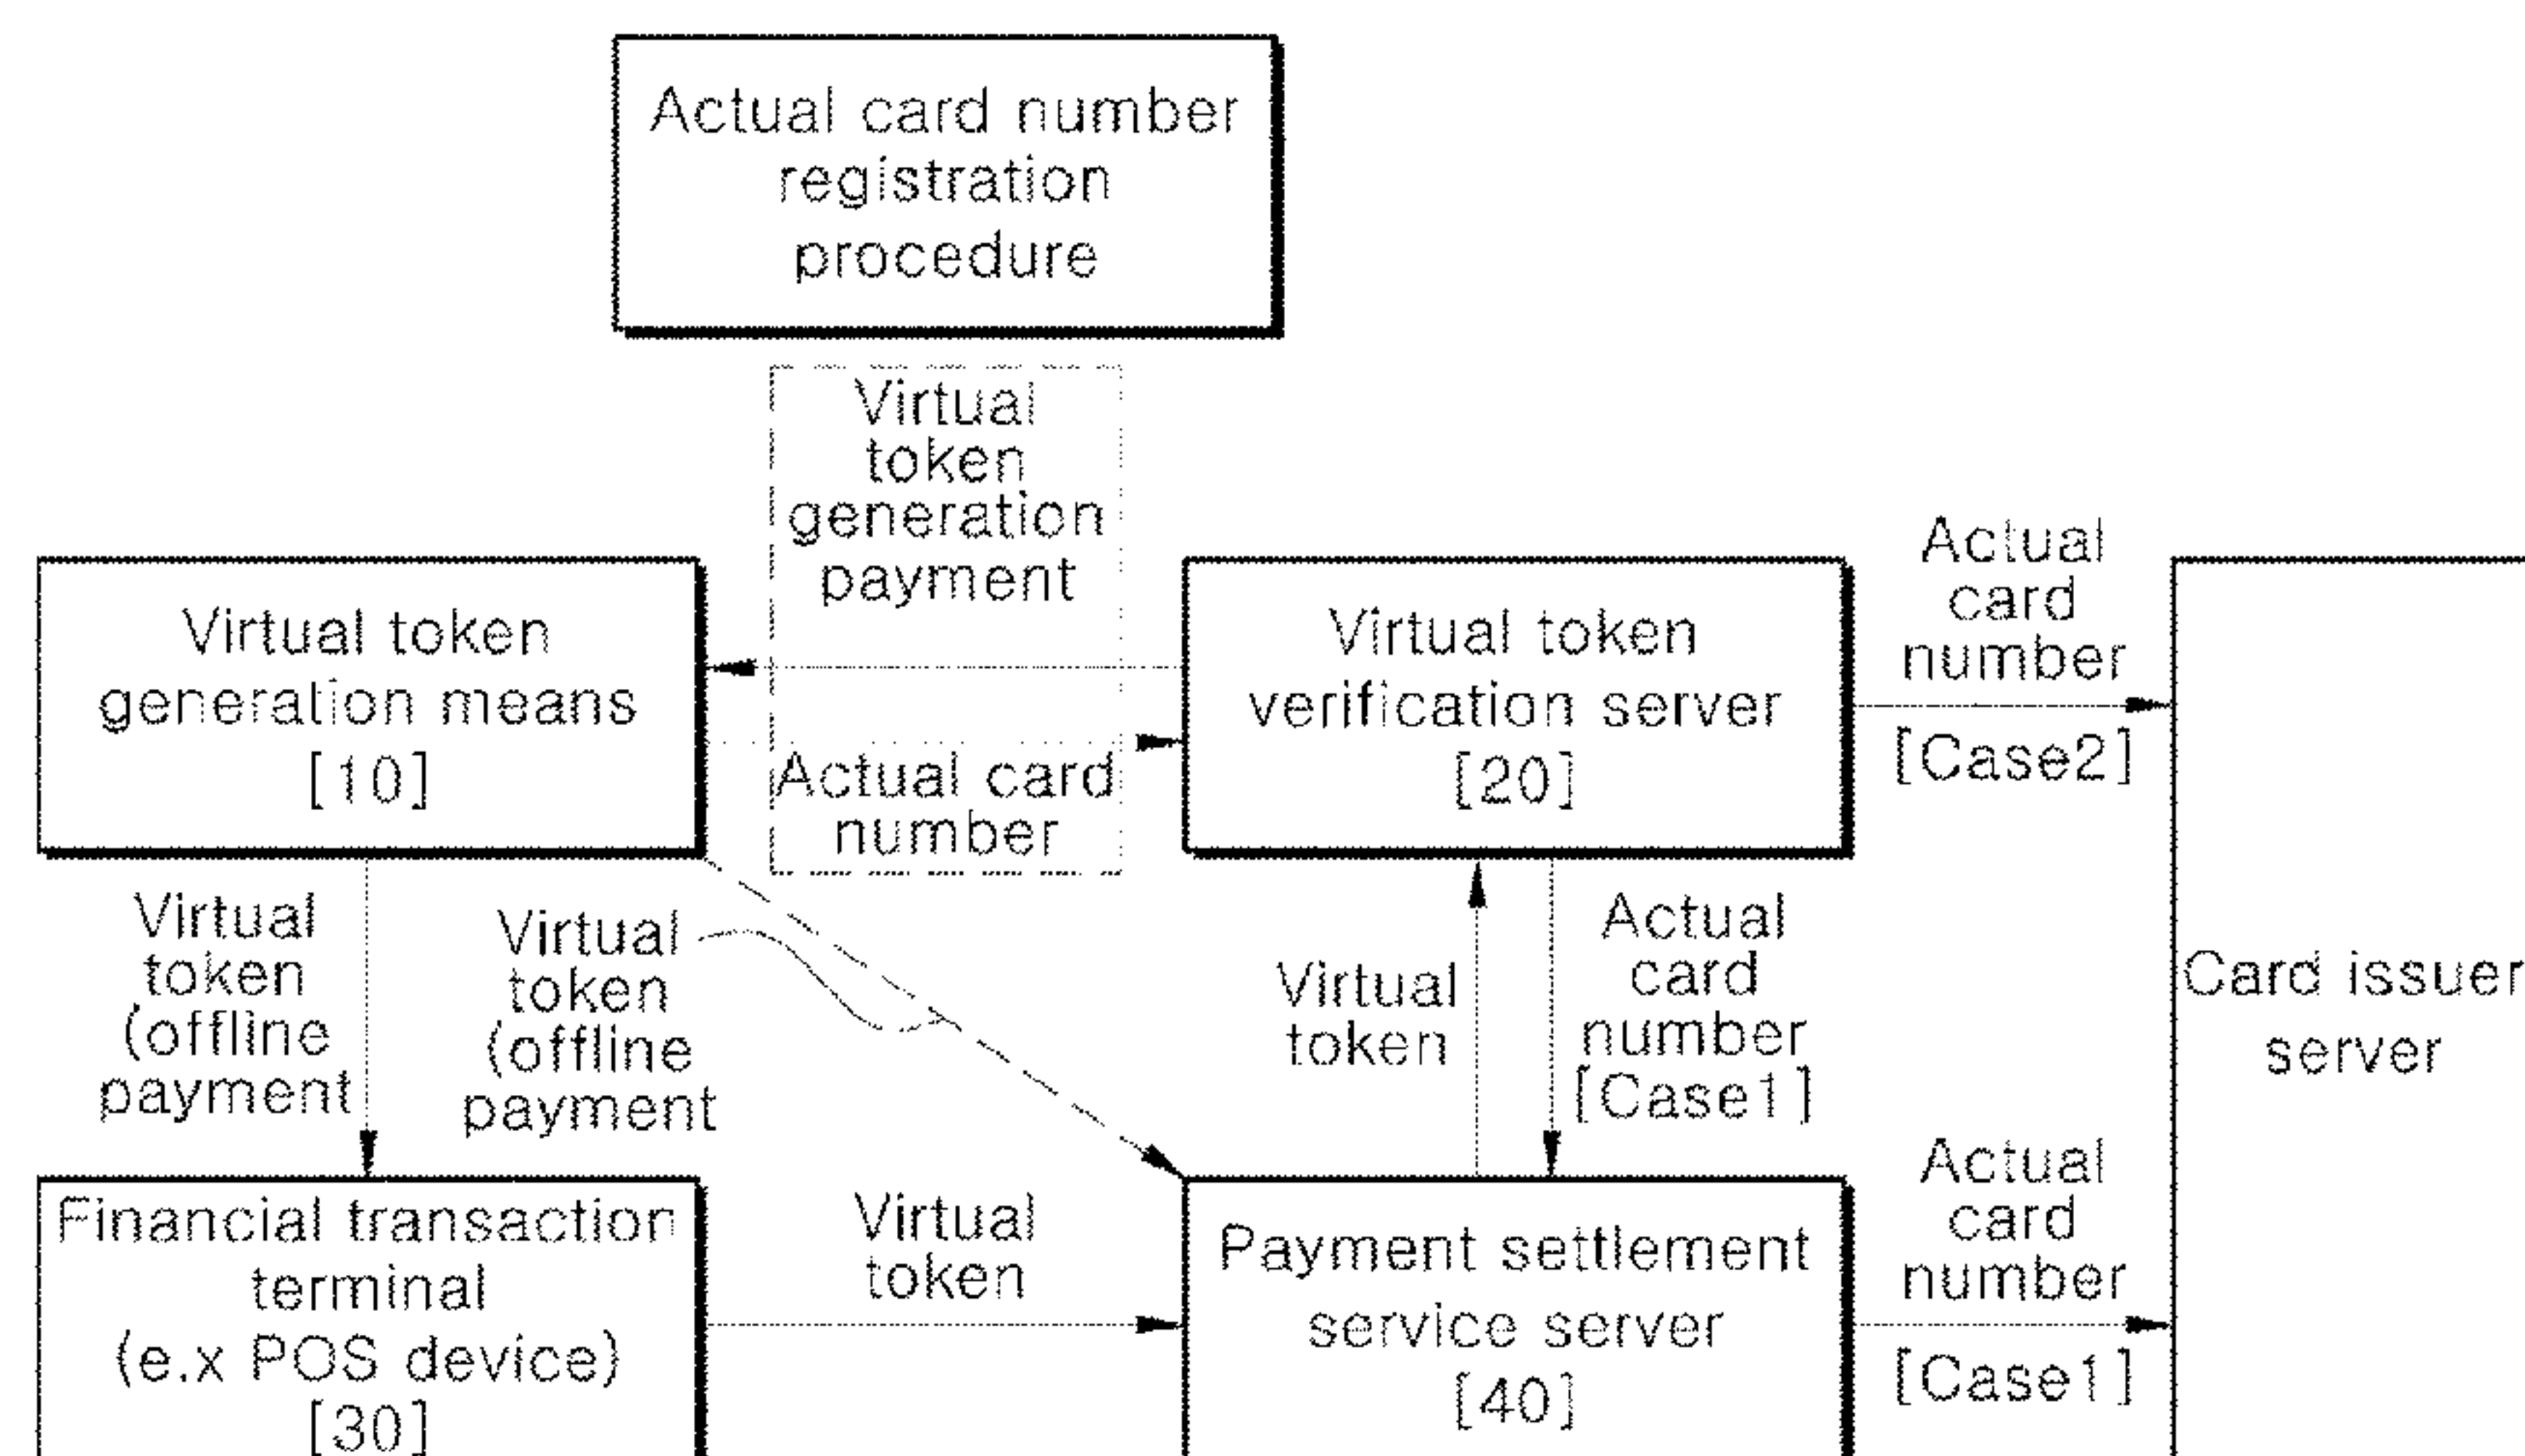 Actual card number
registration
procedure
Virtual
token
generation
payment
Actual card
number
Virtual token
generation means
[10]
Virtual token
verification server
[20]
Actual
card
number
[Case2]
Virtual
token
(offline
payment
Virtual
token
(offline
payment
Virtual
token
Actual
card
number
[Case1]
Card issuer
server
Financial transaction
terminal
(e.x POS device)
[30]
Virtual
token
Payment settlement
service server
[40]
Actual
card
number
[Case1]